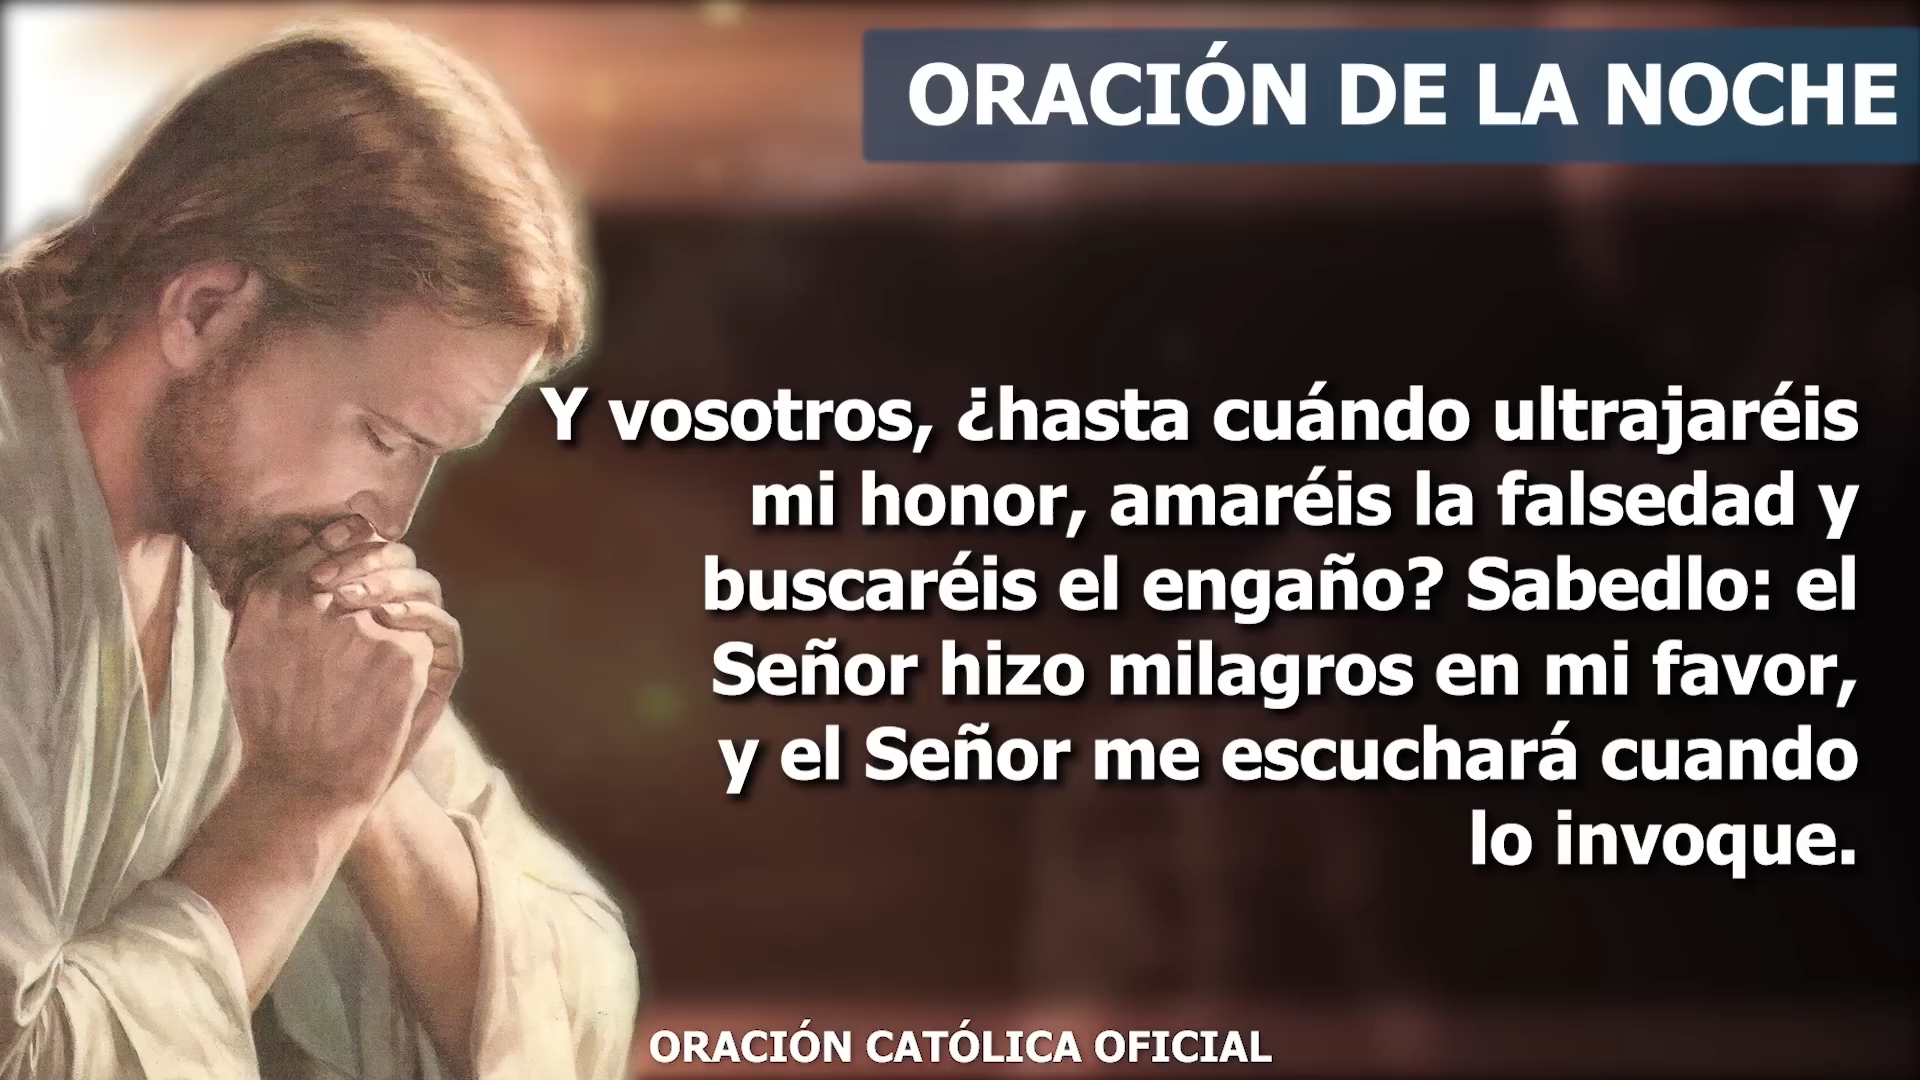 ORACIÓN DE LA NOCHE
Y vosotros, ¿hasta cuándo ultrajaréis
mi honor, amaréis la falsedad y
buscaréis el engaño? Sabedlo: el
Señor hizo milagros en mi favor,
y el Señor me escuchará cuando
lo invoque.
ORACIÓN CATÓLICA OFICIAL